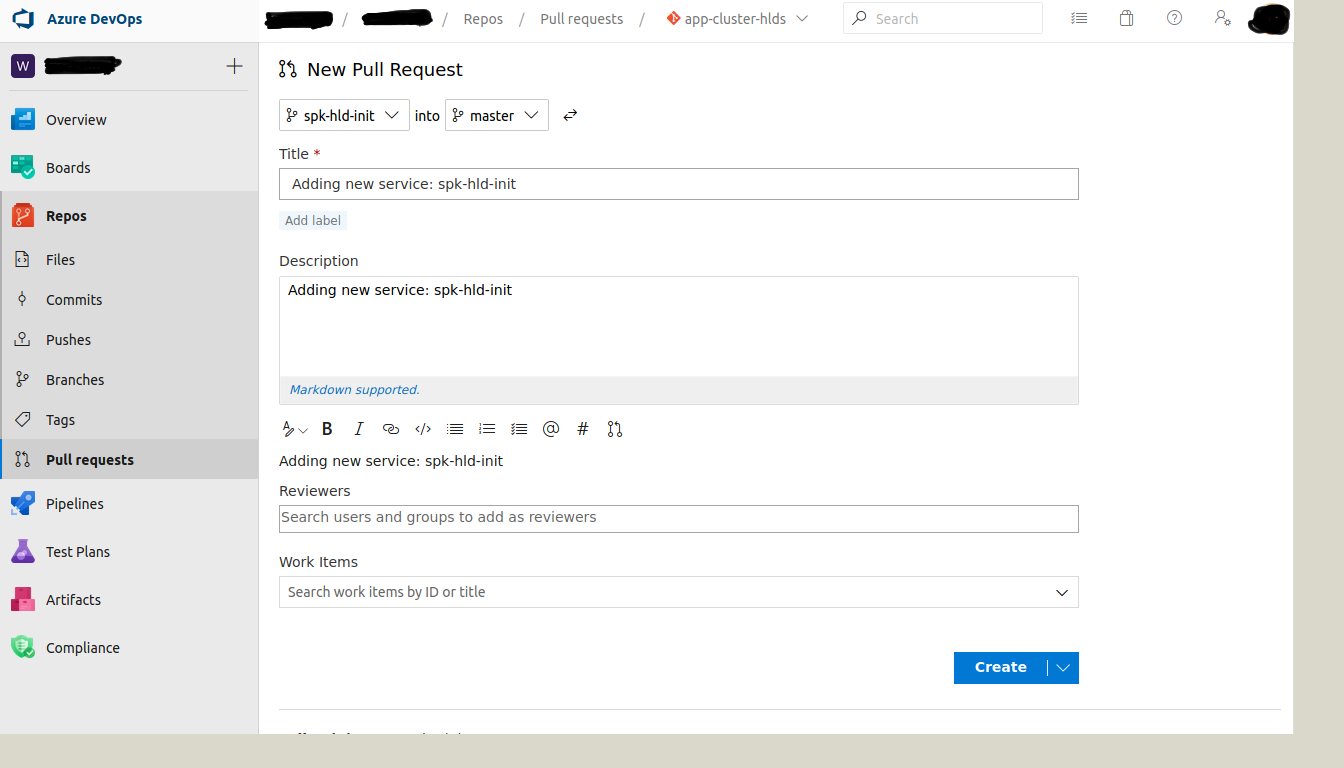 Azure DevOps
/ / Repos / Pull requests / app-cluster-hlds
Search
W
Overview
Boards
Repos
Files
Commits
Pushes
Branches
Tags
Pull requests
Pipelines
Test Plans
Artifacts
Compliance
New Pull Request
spk-hld-init into master
Title *
Adding new service: spk-hld-init
Add label
Description
Adding new service: spk-hld-init
Markdown supported.
B I </> @ #
Adding new service: spk-hld-init
Reviewers
Search users and groups to add as reviewers
Work Items
Search work items by ID or title
Create